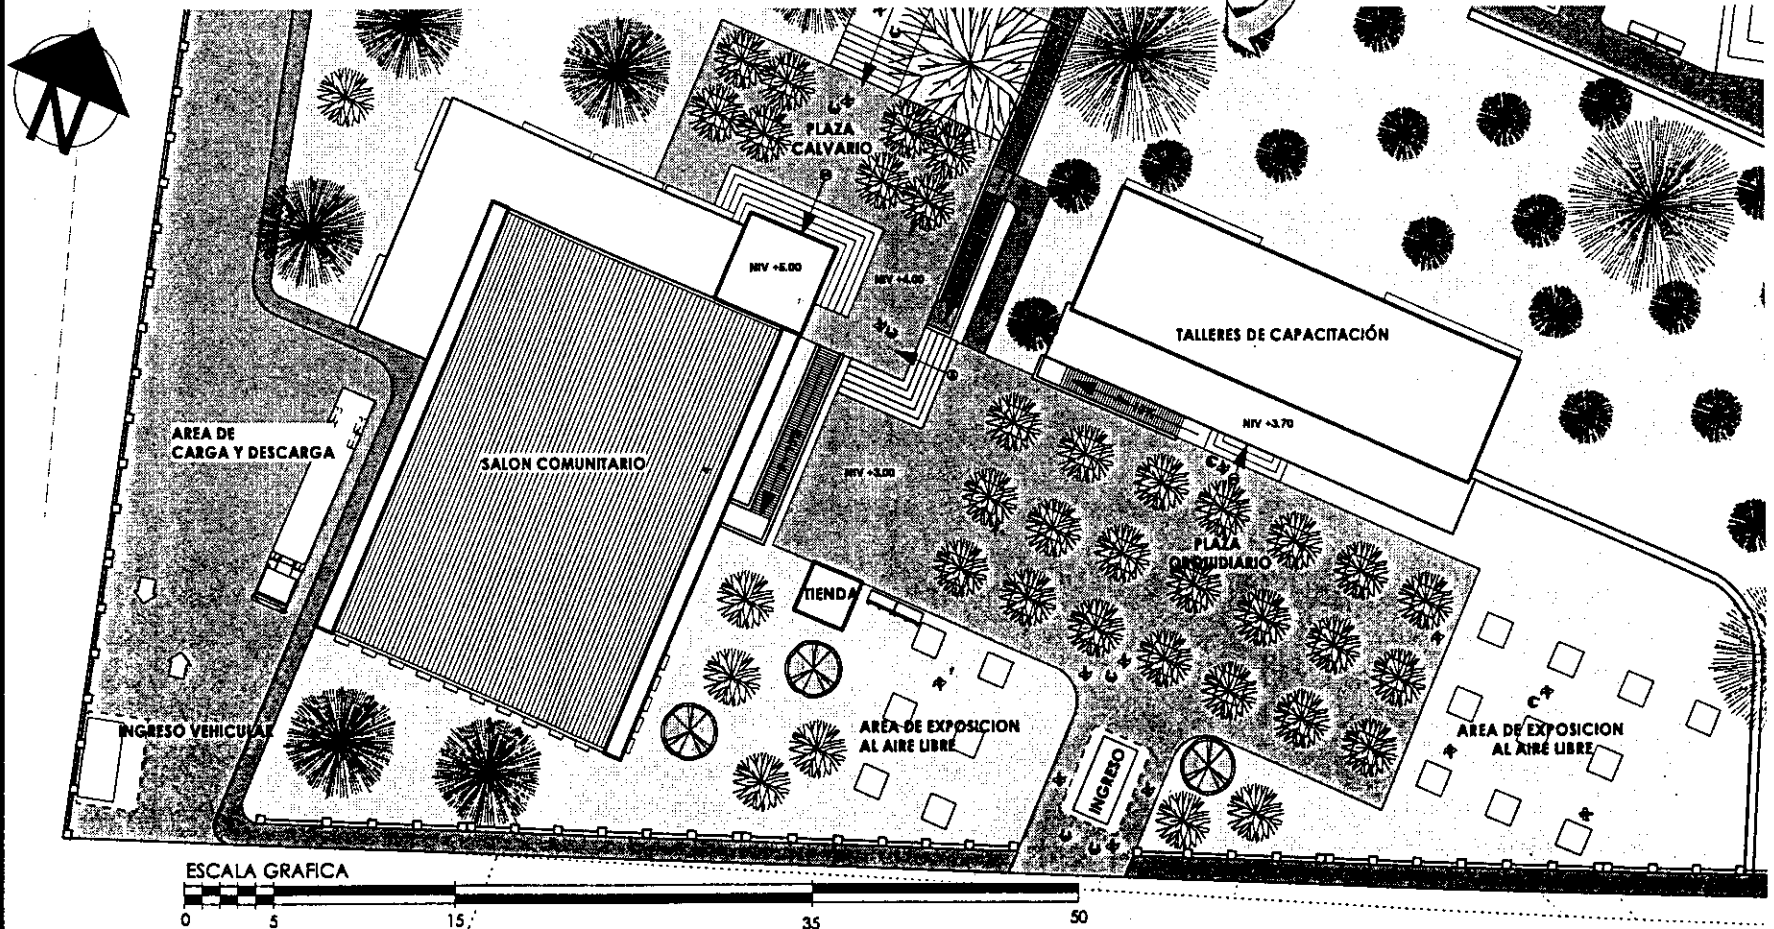 N
PLAZA
CALVARIO
NIV +5.00
NIV +4.00
TALLERES DE CAPACITACIÓN
NIV +3.70
AREA DE
CARGA Y DESCARGA
SALON COMUNITARIO
NIV +3.00
PLAZA
ORQUIDIARIO
TIENDA
INGRESO VEHICULAR
AREA DE EXPOSICION
AL AIRE LIBRE
INGRESO
AREA DE EXPOSICION
AL AIRE LIBRE
ESCALA GRAFICA
0 5 15 35 50